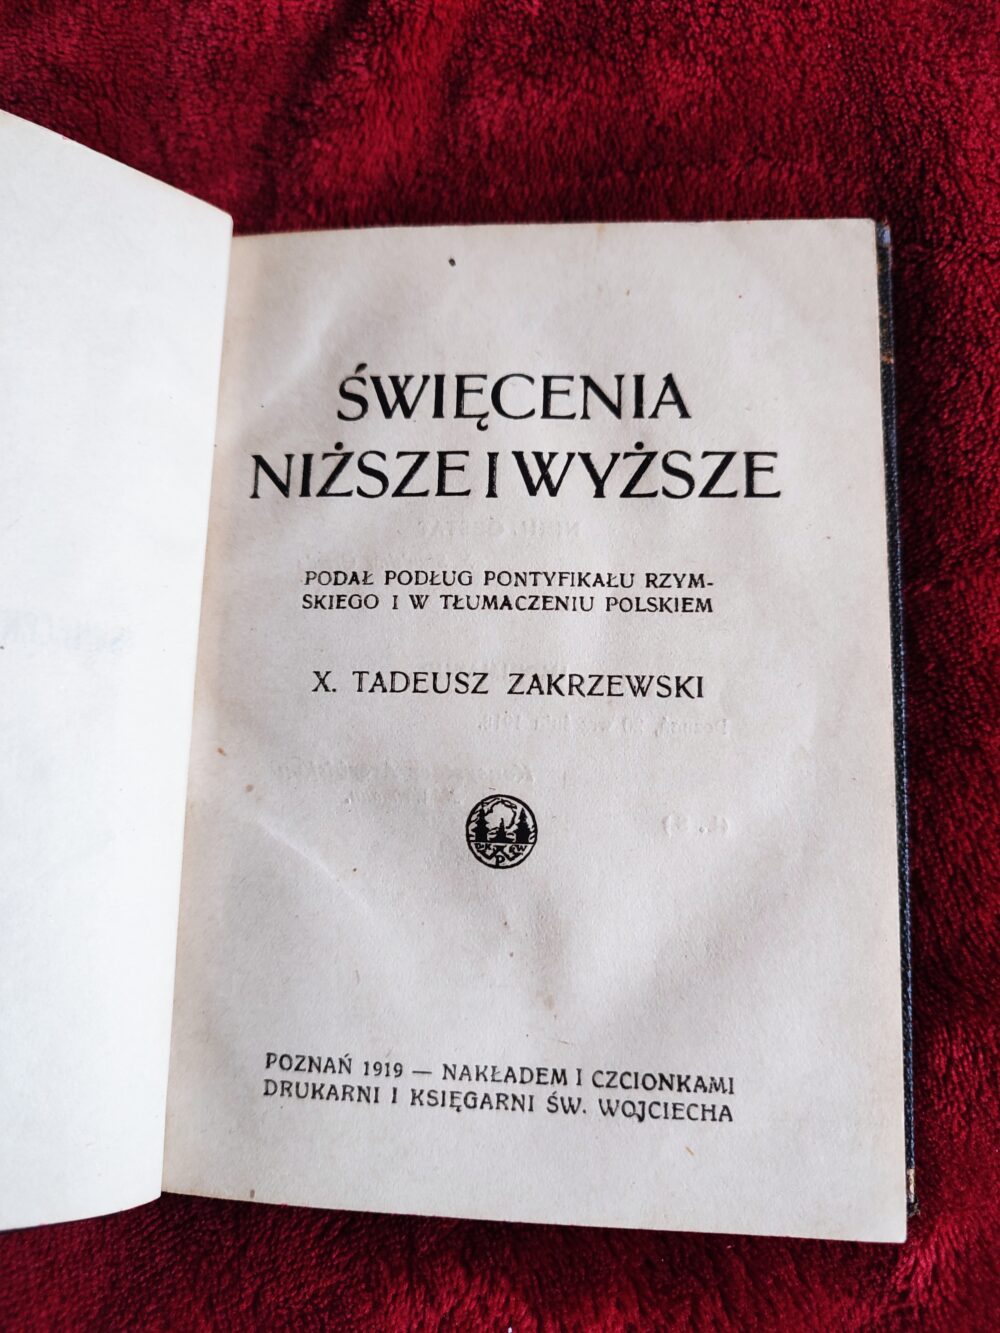 ŚWIĘCENIA
NIŻSZE I WYŻSZE
PODAŁ PODŁUG PONTYFIKAŁU RZYM-
SKIEGO I W TŁUMACZENIU POLSKIEM
X. TADEUSZ ZAKRZEWSKI
POZNAŃ 1919 — NAKŁADEM I CZCIONKAMI
DRUKARNI I KSIĘGARNI ŚW. WOJCIECHA